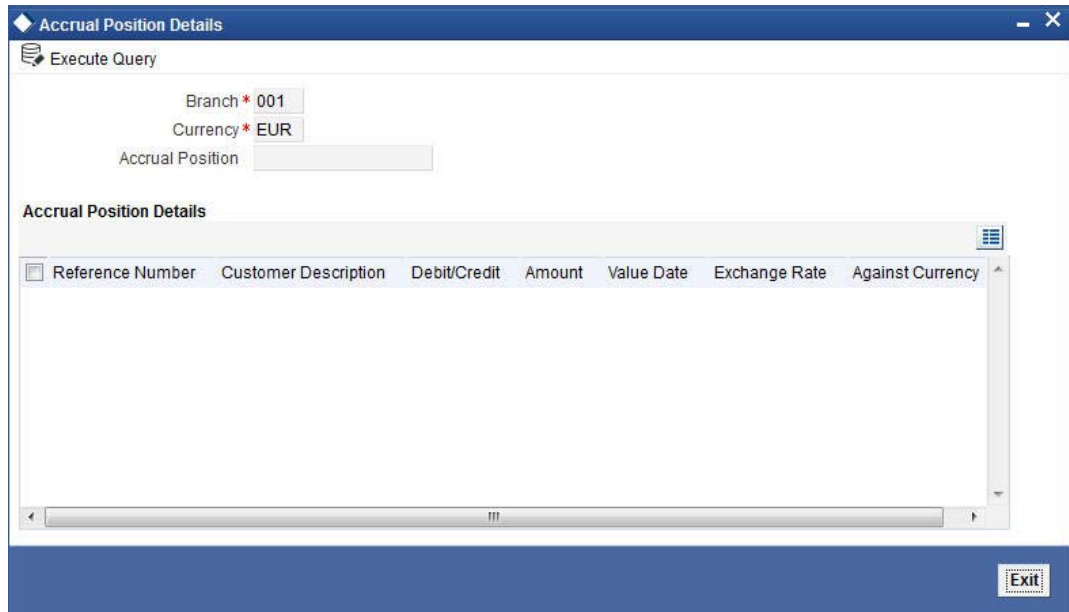 Accrual Position Details
Execute Query
Branch * 001
Currency * EUR
Accrual Position
Accrual Position Details
Reference Number Customer Description Debit/Credit Amount Value Date Exchange Rate Against Currency
Exit